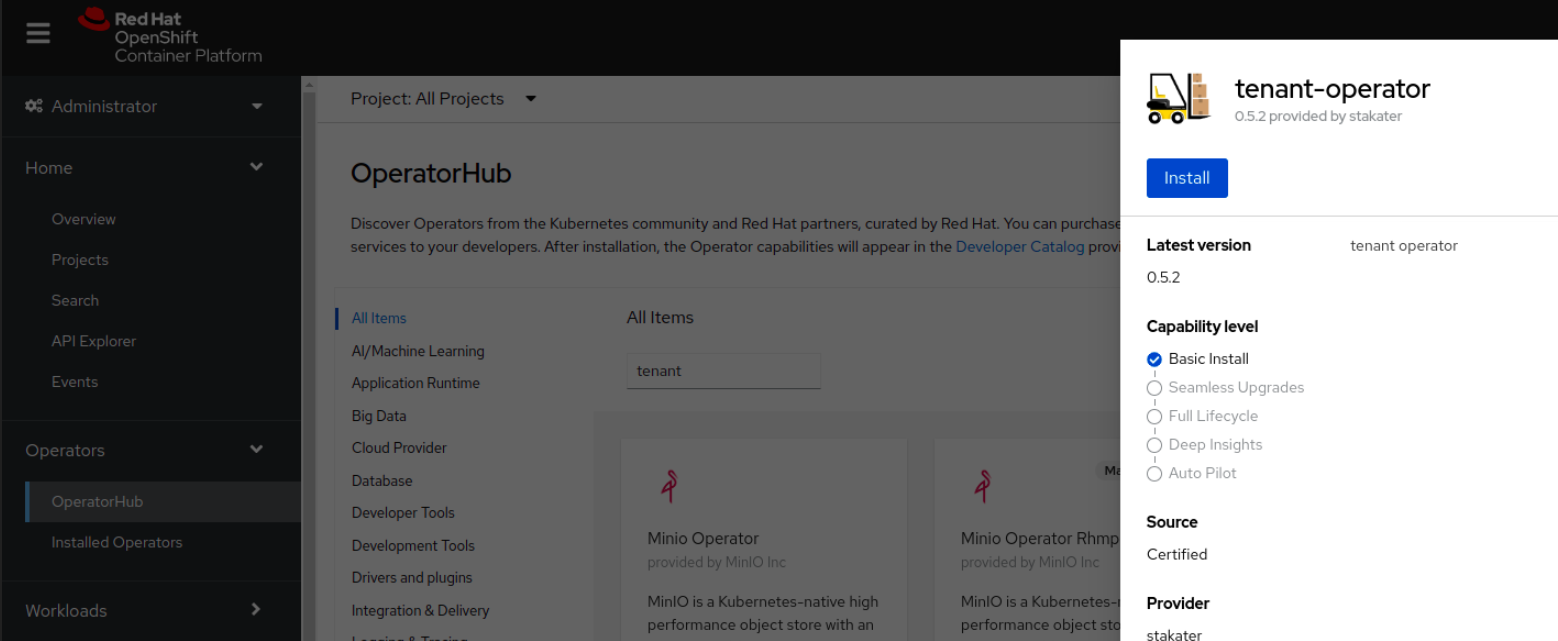 Red Hat
OpenShift
Container Platform
Administrator
Home
Overview
Projects
Search
API Explorer
Events
Operators
OperatorHub
Installed Operators
Workloads
Project: All Projects
OperatorHub
Discover Operators from the Kubernetes community and Red Hat partners, curated by Red Hat. You can purchase
services to your developers. After installation, the Operator capabilities will appear in the Developer Catalog provi
All Items
AI/Machine Learning
Application Runtime
Big Data
Cloud Provider
Database
Developer Tools
Development Tools
Drivers and plugins
Integration & Delivery
Logging & Tracing
All Items
tenant
Minio Operator
provided by MinIO Inc
MinIO is a Kubernetes-native high
performance object store with an
Ma
Minio Operator Rhmp
provided by MinIO Inc
MinIO is a Kubernetes-n
performance object sto
tenant-operator
0.5.2 provided by stakater
Install
Latest version
0.5.2
tenant operator
Capability level
Basic Install
Seamless Upgrades
Full Lifecycle
Deep Insights
Auto Pilot
Source
Certified
Provider
stakater